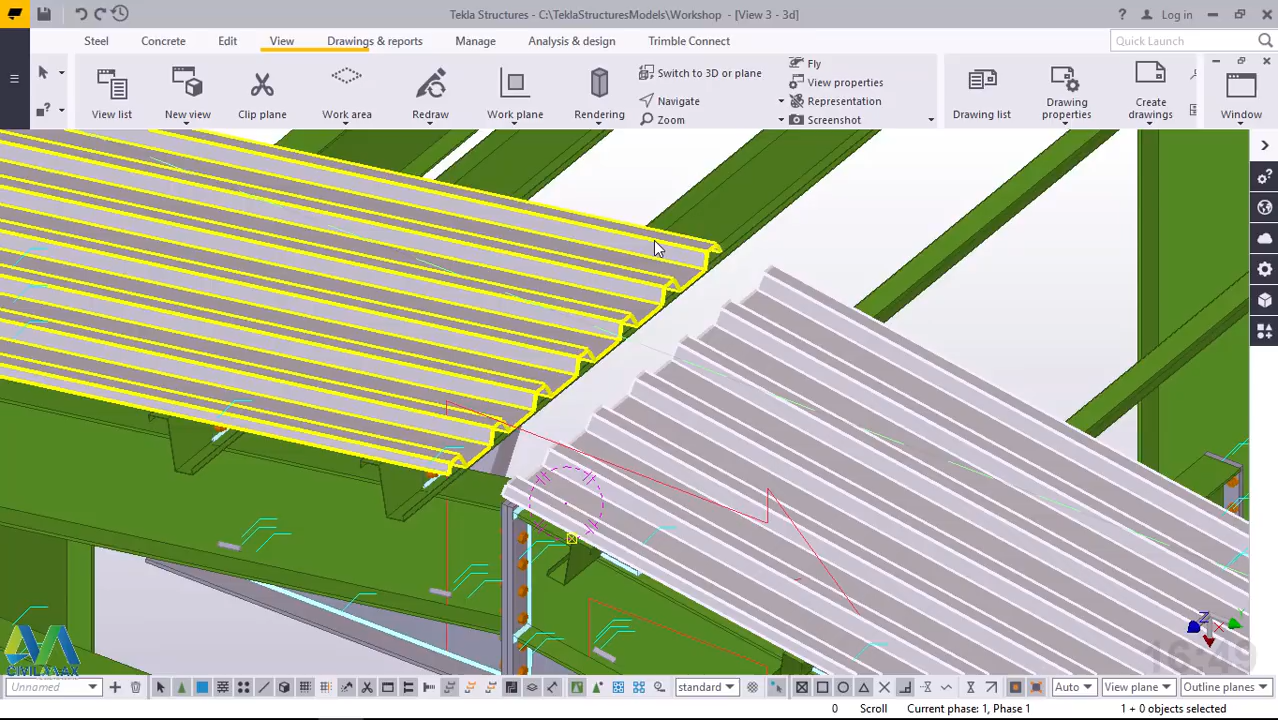 Tekla Structures - C:\TeklaStructuresModels\Workshop - [View 3 - 3d]
Log in
Steel
Concrete
Edit
View
Drawings & reports
Manage
Analysis & design
Trimble Connect
Quick Launch
View list
New view
Clip plane
Work area
Redraw
Work plane
Rendering
Switch to 3D or plane
Navigate
Zoom
Fly
View properties
Representation
Screenshot
Drawing list
Drawing properties
Create drawings
Window
Z
CIVILMAAX
16:49
Unnamed
standard
Auto
View plane
Outline planes
0
Scroll
Current phase: 1, Phase 1
1 + 0 objects selected